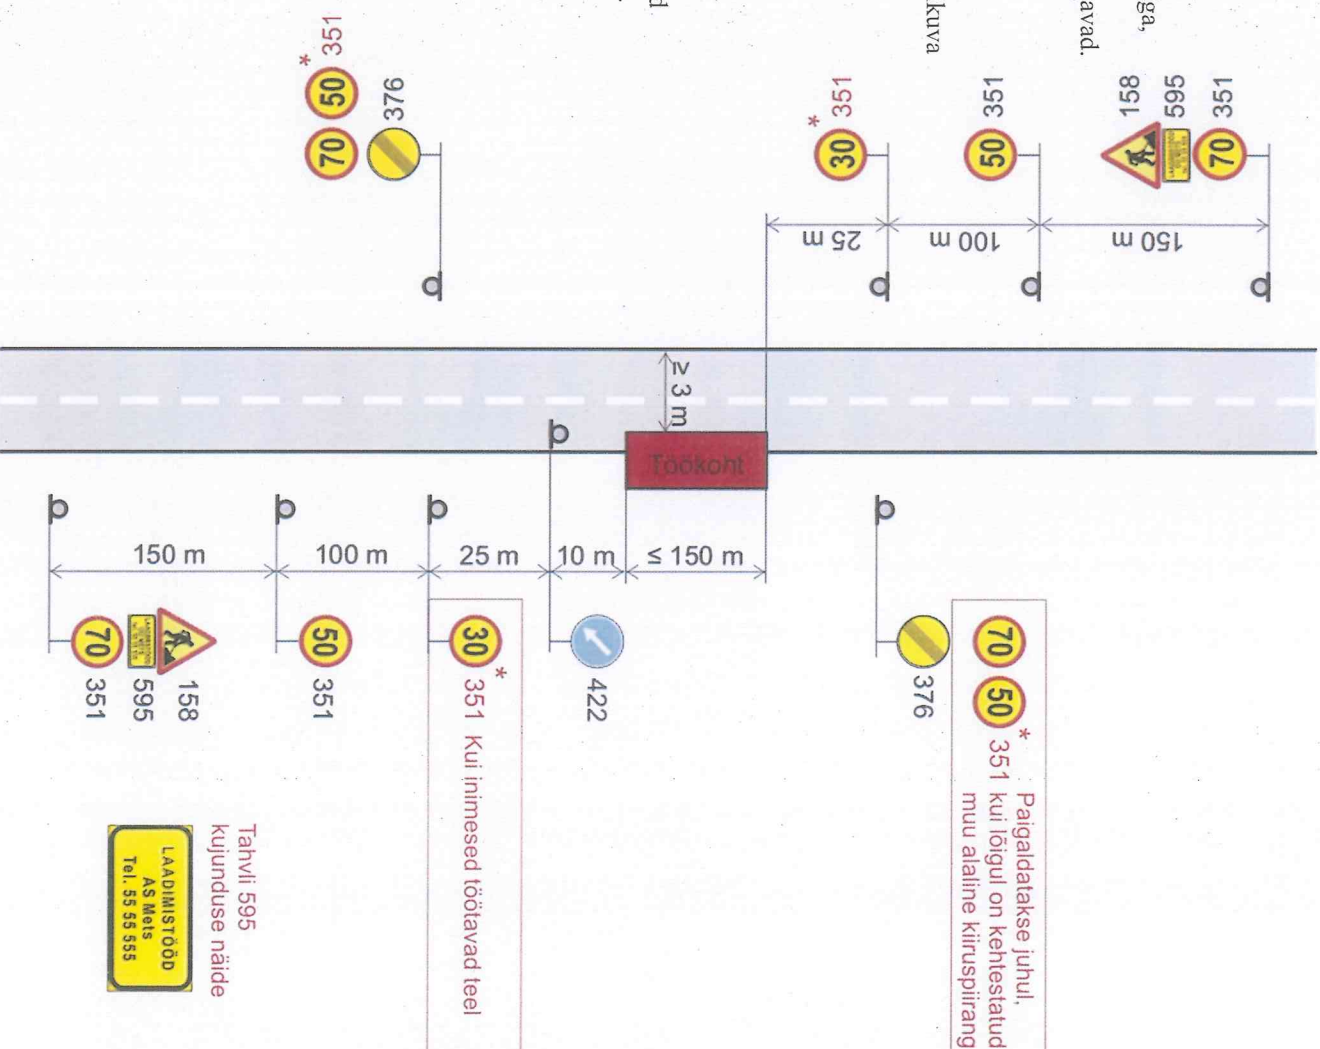 ga,
avad.
kuva
d
351
*
50
70
376
351
*
30
351
50
158
595
351
70
25 m
100 m
150 m
≥ 3 m
Töökoht
150 m
100 m
25 m
10 m
≤ 150 m
70
351
595
158
50
351
30
*
351 Kui inimesed töötavad teel
422
376
70
50
*
Paigaldatakse juhul,
351 kui lõigul on kehtestatud
muu alaline kiiruspiirang
Tahvli 595
kujunduse näide
LAADIMISTÖÖD
AS Mets
Tel. 55 55 555